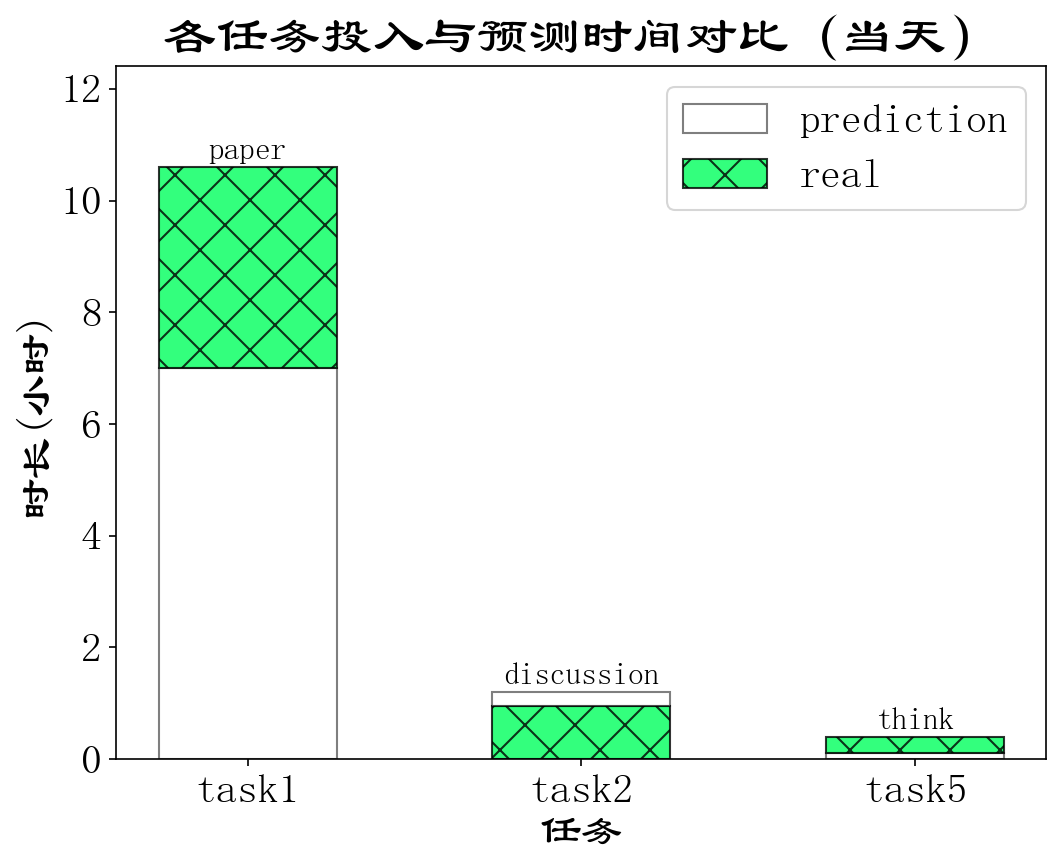 各任务投入与预测时间对比（当天）
prediction
real
时长(小时)
12
10
8
6
4
2
0
paper
discussion
think
task1
task2
task5
任务